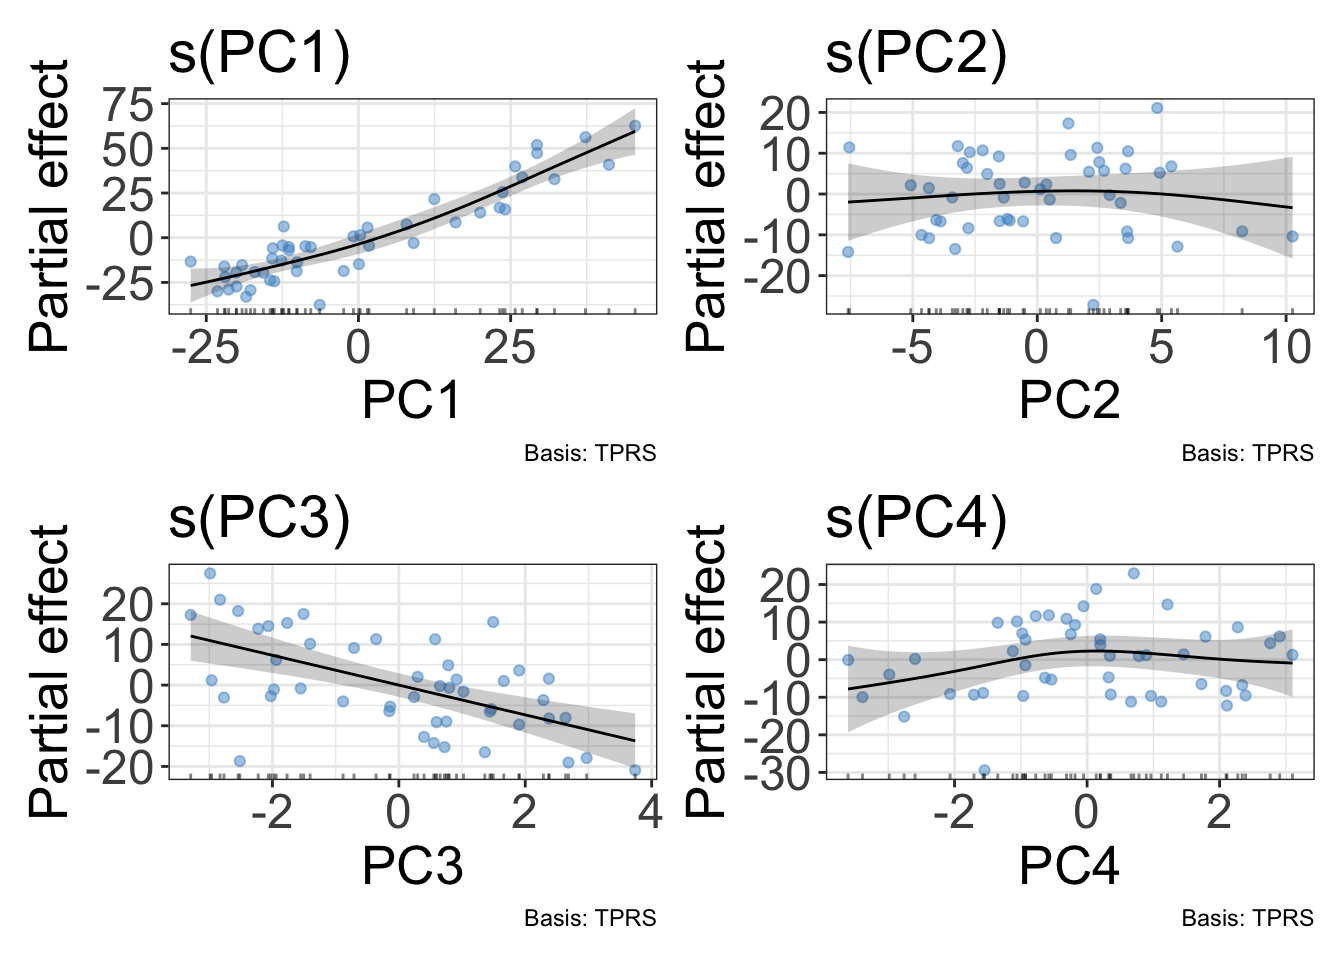 s(PC1)
Partial effect
75
50
25
0
-25
-25 0 25
PC1
Basis: TPRS
s(PC2)
Partial effect
20
10
0
-10
-20
-5 0 5 10
PC2
Basis: TPRS
s(PC3)
Partial effect
20
10
0
-10
-20
-2 0 2 4
PC3
Basis: TPRS
s(PC4)
Partial effect
20
10
0
-10
-20
-30
-2 0 2
PC4
Basis: TPRS